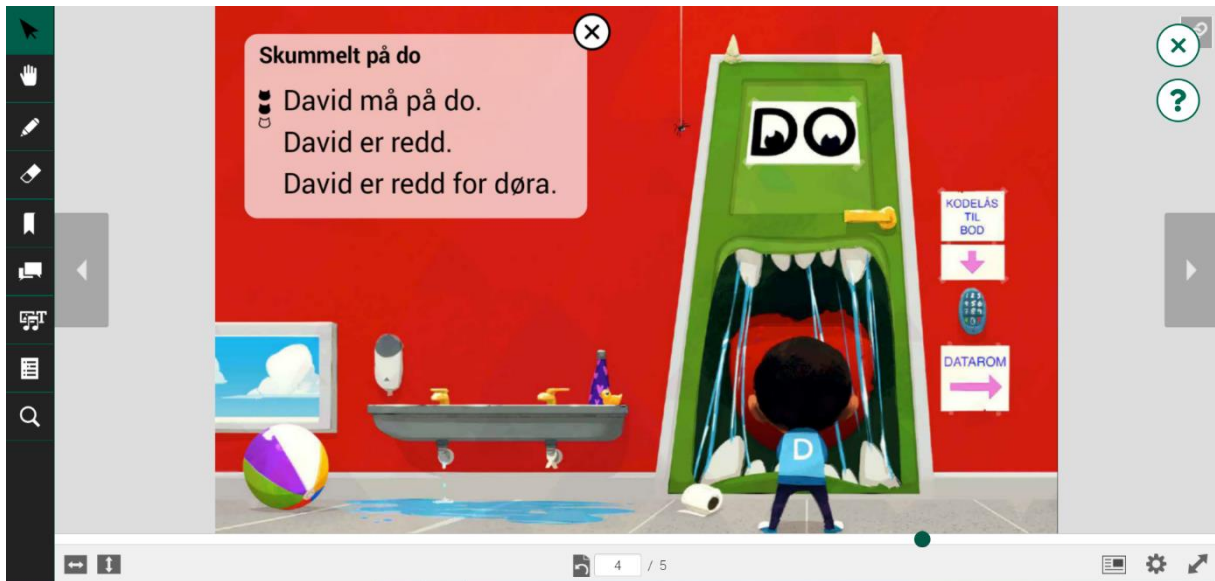 Skummelt på do
David må på do.
David er redd.
David er redd for døra.
DO
KODELÅS
TIL
BOD
DATAROM
D
4 / 5